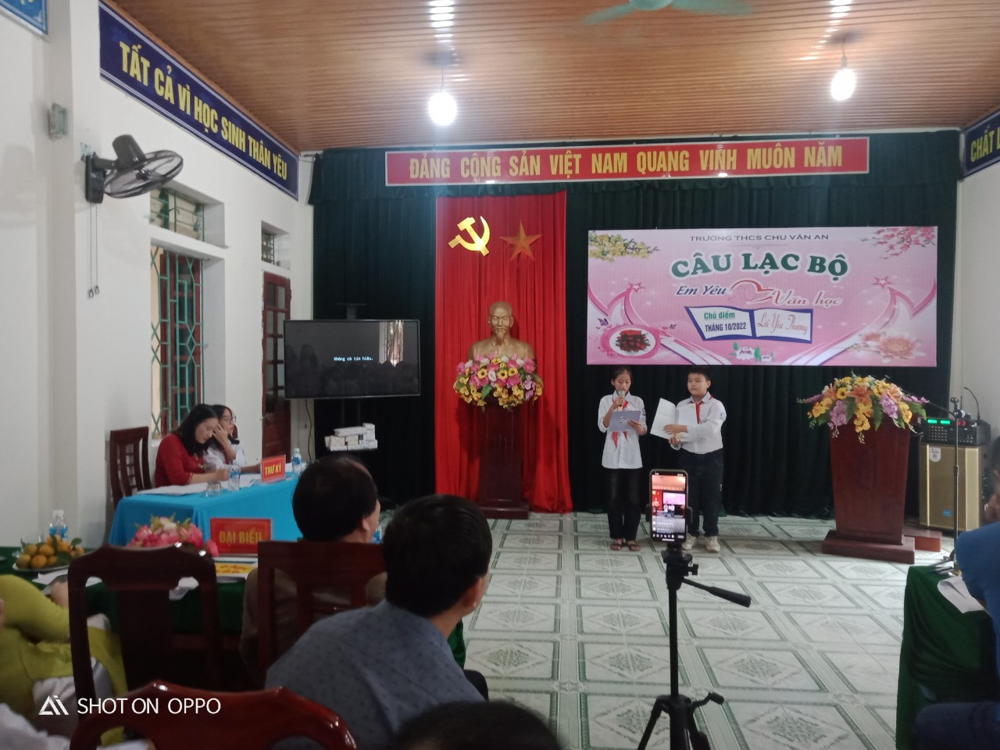 TẤT CẢ VÌ HỌC SINH THÂN YÊU
ĐẢNG CỘNG SẢN VIỆT NAM QUANG VINH MUÔN NĂM
CHẤT
TRƯỜNG THCS CHU VĂN AN
CÂU LẠC BỘ
Em Yêu Văn học
Chủ điểm
THÁNG 10/2022
Lời Yêu Thương
Không có tín hiệu.
THƯ KÝ
ĐẠI BIỂU
SHOT ON OPPO